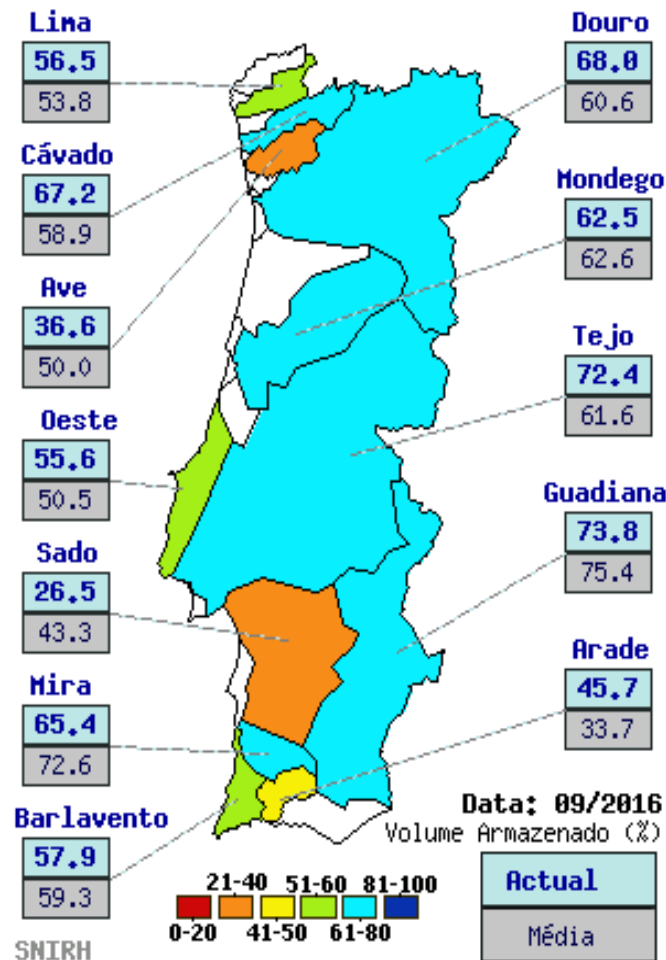 Lima
56.5
53.8
Douro
68.0
60.6
Cávado
67.2
58.9
Mondego
62.5
62.6
Ave
36.6
50.0
Tejo
72.4
61.6
Oeste
55.6
50.5
Guadiana
73.8
75.4
Sado
26.5
43.3
Arade
45.7
33.7
Mira
65.4
72.6
Barlavento
57.9
59.3
Data: 09/2016
Volume Armazenado (%)
Actual
Média
21-40 51-60 81-100
0-20 41-50 61-80
SNIRH